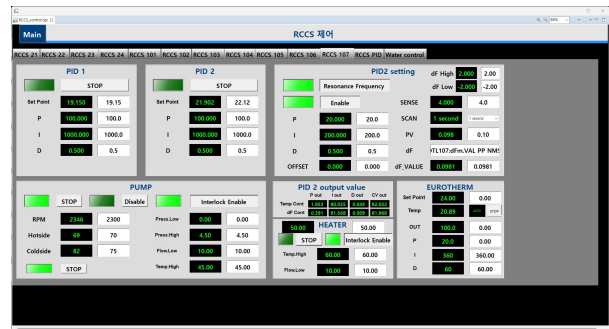 RCCS_control.opi
88%
Main
RCCS 제어
RCCS 21 RCCS 22 RCCS 23 RCCS 24 RCCS 101 RCCS 102 RCCS 103 RCCS 104 RCCS 105 RCCS 106 RCCS 107 RCCS PID Water control
PID 1
STOP
Set Point 19.150 19.15
P 100.000 100.0
I 1000.000 1000.0
D 0.500 0.5
PID 2
STOP
Set Point 21.902 22.12
P 100.000 100.0
I 1000.000 1000.0
D 0.500 0.5
PID2 setting
dF High 2.000 2.00
dF Low -2.000 -2.00
Resonance Frequency
Enable
SENSE 4.000 4.0
P 20.000 20.0
SCAN 1 second 1 second
I 200.000 200.0
PV 0.098 0.10
D 0.500 0.5
dF OTL107:dFm.VAL PP NMS
OFFSET 0.000 0.000
dF_VALUE 0.0981 0.0981
PUMP
STOP Disable Interlock Enable
RPM 2346 2300
Hotside 69 70
Coldside 82 75
STOP
Press.Low 0.00 0.00
Press.High 4.50 4.50
Flow.Low 10.00 10.00
Temp.High 45.00 45.00
PID 2 output value
P out I out D out CV out
Temp Cont
dF Cont
50.00 HEATER 50.00
STOP Interlock Enable
Temp.High 60.00 60.00
Flow.Low 10.00 10.00
EUROTHERM
Set Point 24.00 0.00
Temp 20.89 STOP
OUT 100.0 0.00
P 20.0 0.00
I 360 360.00
D 60 60.00